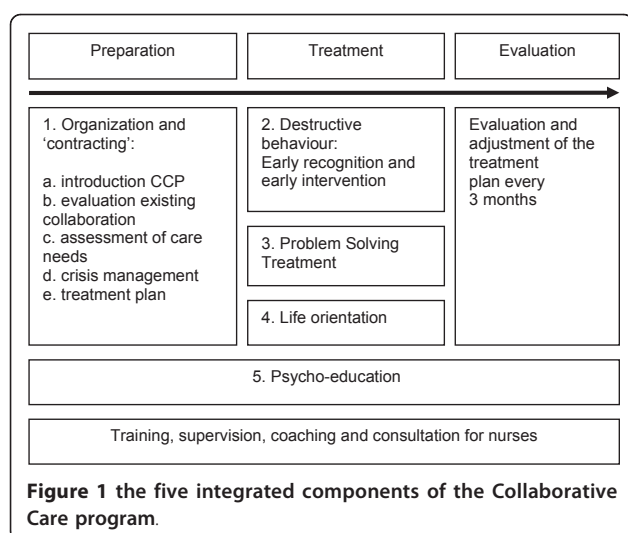 Preparation
Treatment
Evaluation
1. Organization and
'contracting':
a. introduction CCP
b. evaluation existing
collaboration
c. assessment of care
needs
d. crisis management
e. treatment plan
2. Destructive
behaviour:
Early recognition and
early intervention
3. Problem Solving
Treatment
4. Life orientation
Evaluation and
adjustment of the
treatment
plan every
3 months
5. Psycho-education
Training, supervision, coaching and consultation for nurses
Figure 1 the five integrated components of the Collaborative
Care program.